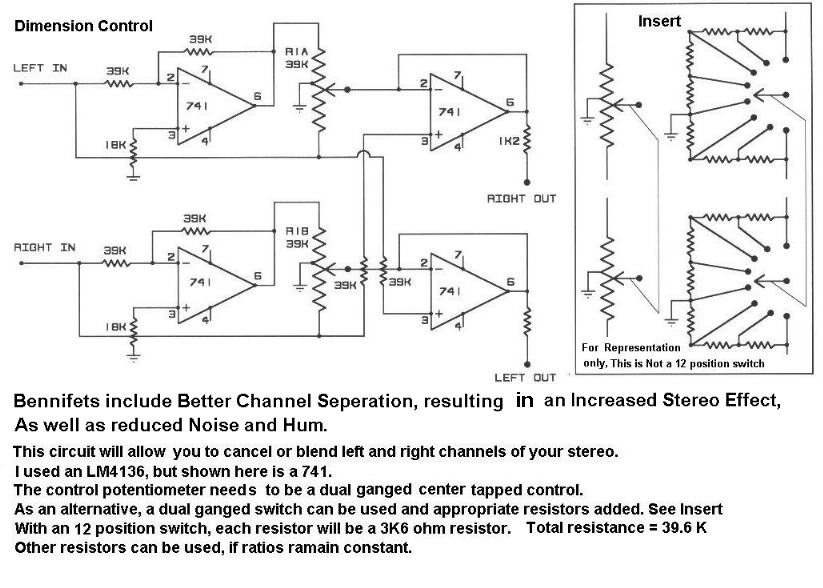 Dimension Control
Insert
39K
LEFT IN
39K
2
7
741
6
3
4
18K
R1A
39K
2
7
741
6
3
4
1K2
RIGHT OUT
39K
RIGHT IN
39K
2
7
741
6
3
4
18K
R1B
39K
39K
39K
2
7
741
6
3
4
LEFT OUT
For Representation
only, This is Not a 12 position switch
Bennifets include Better Channel Seperation, resulting in an Increased Stereo Effect,
As well as reduced Noise and Hum.
This circuit will allow you to cancel or blend left and right channels of your stereo.
I used an LM4136, but shown here is a 741.
The control potentiometer needs to be a dual ganged center tapped control.
As an alternative, a dual ganged switch can be used and appropriate resistors added. See Insert
With an 12 position switch, each resistor will be a 3K6 ohm resistor. Total resistance = 39.6 K
Other resistors can be used, if ratios ramain constant.